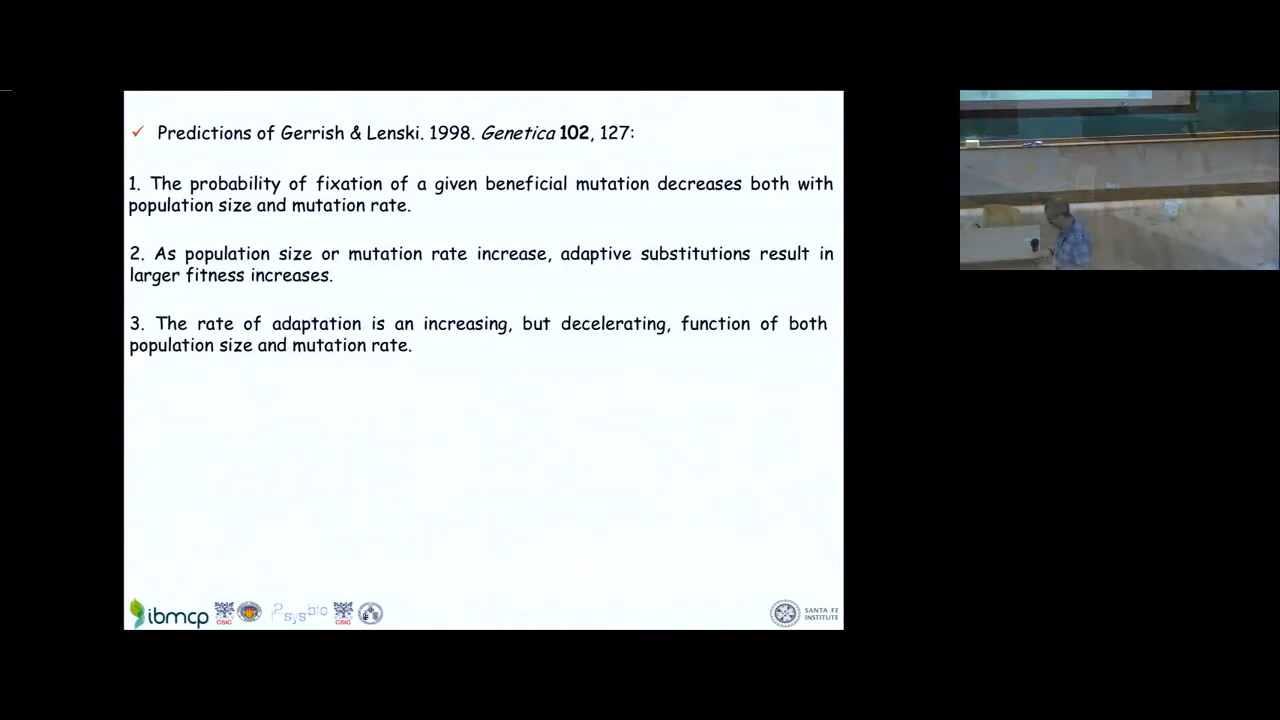 ✓ Predictions of Gerrish & Lenski. 1998. Genetica 102, 127:
1. The probability of fixation of a given beneficial mutation decreases both with
population size and mutation rate.
2. As population size or mutation rate increase, adaptive substitutions result in
larger fitness increases.
3. The rate of adaptation is an increasing, but decelerating, function of both
population size and mutation rate.
ibmcp
CSIC
i2sysbio
CSIC
SANTA FE
INSTITUTE